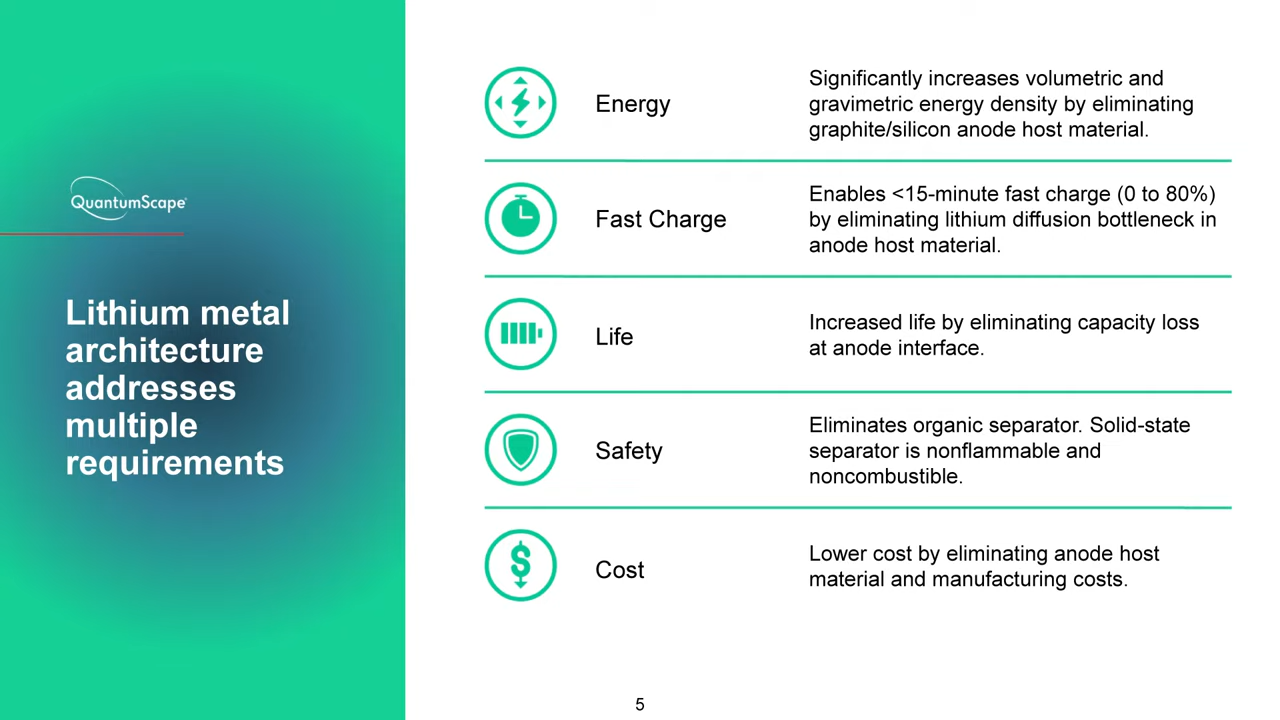 QuantumScape
Lithium metal
architecture
addresses
multiple
requirements
Energy
Significantly increases volumetric and
gravimetric energy density by eliminating
graphite/silicon anode host material.
Fast Charge
Enables <15-minute fast charge (0 to 80%)
by eliminating lithium diffusion bottleneck in
anode host material.
Life
Increased life by eliminating capacity loss
at anode interface.
Safety
Eliminates organic separator. Solid-state
separator is nonflammable and
noncombustible.
$
Cost
Lower cost by eliminating anode host
material and manufacturing costs.
5